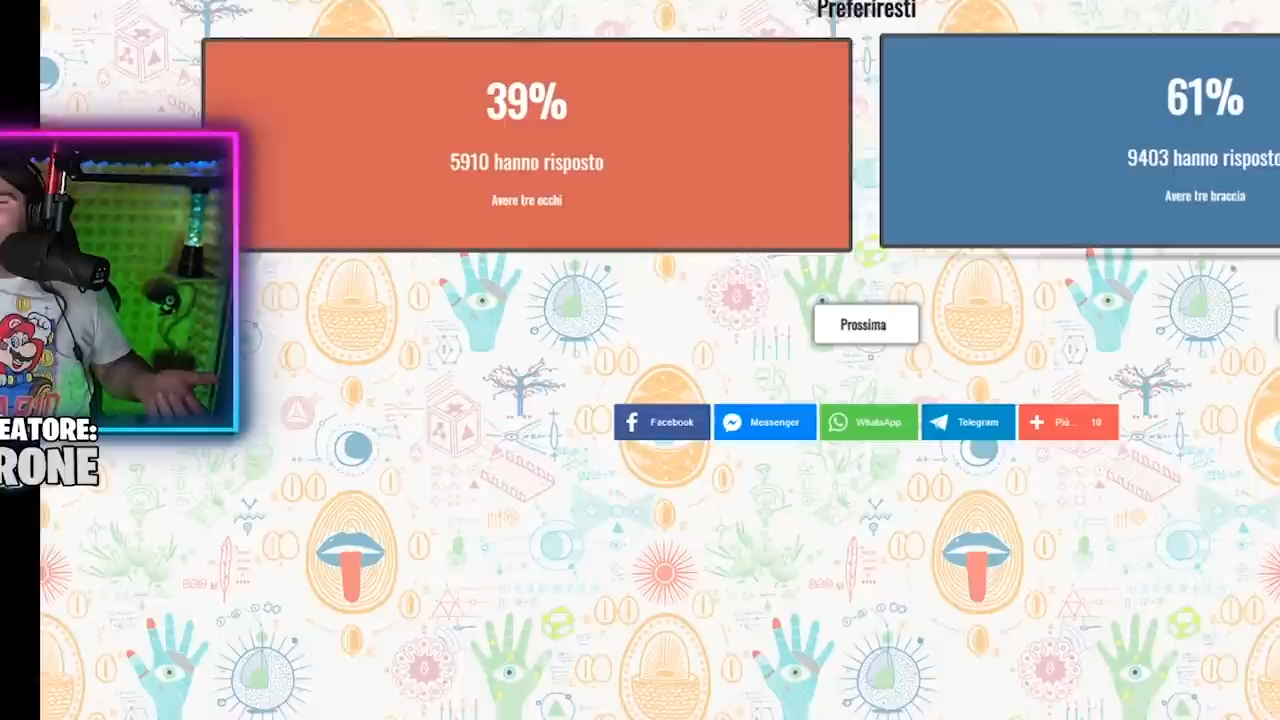 Preferiresti
39%
5910 hanno risposto
Avere tre occhi
61%
9403 hanno risposto
Avere tre braccia
Prossima
Facebook
Messenger
WhatsApp
Telegram
Più... 10
EATORE:
RONE